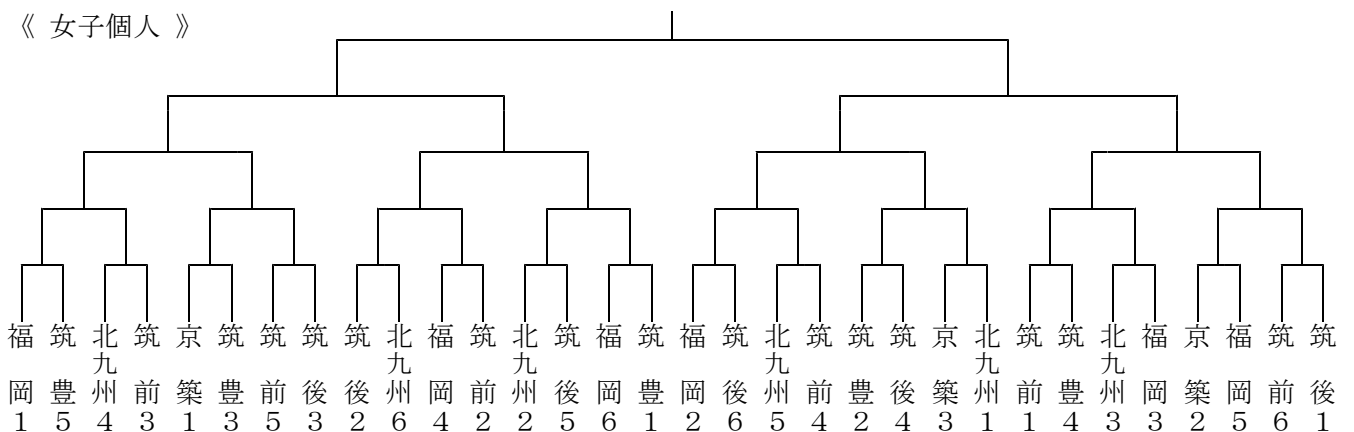 《 女子個人 》
福岡1
筑豊5
北九州4
筑前3
京築1
筑豊3
筑前5
筑後3
筑後2
北九州6
福岡4
筑前2
北九州2
筑後5
福岡6
筑豊1
福岡2
筑後6
北九州5
筑前4
筑豊2
筑後4
京築3
北九州1
筑前1
筑豊4
北九州3
福岡3
京築2
福岡5
筑前6
筑後1